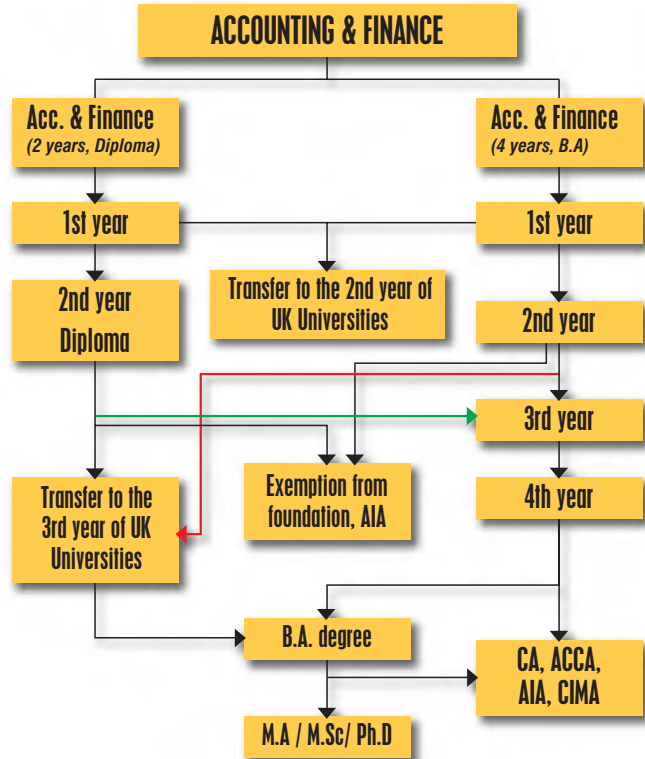 ACCOUNTING & FINANCE
Acc. & Finance
(2 years, Diploma)
Acc. & Finance
(4 years, B.A)
1st year
1st year
Transfer to the 2nd year of
UK Universities
2nd year
Diploma
2nd year
3rd year
Transfer to the
3rd year of UK
Universities
Exemption from
foundation, AIA
4th year
B.A. degree
CA, ACCA,
AIA, CIMA
M.A / M.Sc/ Ph.D